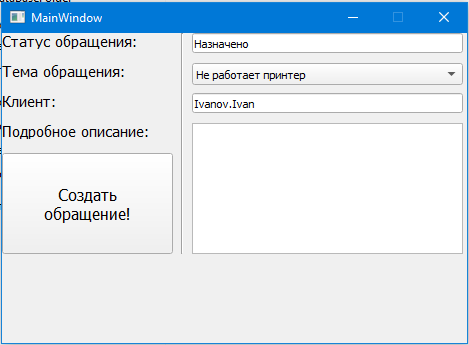 MainWindow
Статус обращения:
Назначено
Тема обращения:
Не работает принтер
Клиент:
Ivanov.Ivan
Подробное описание:
Создать
обращение!